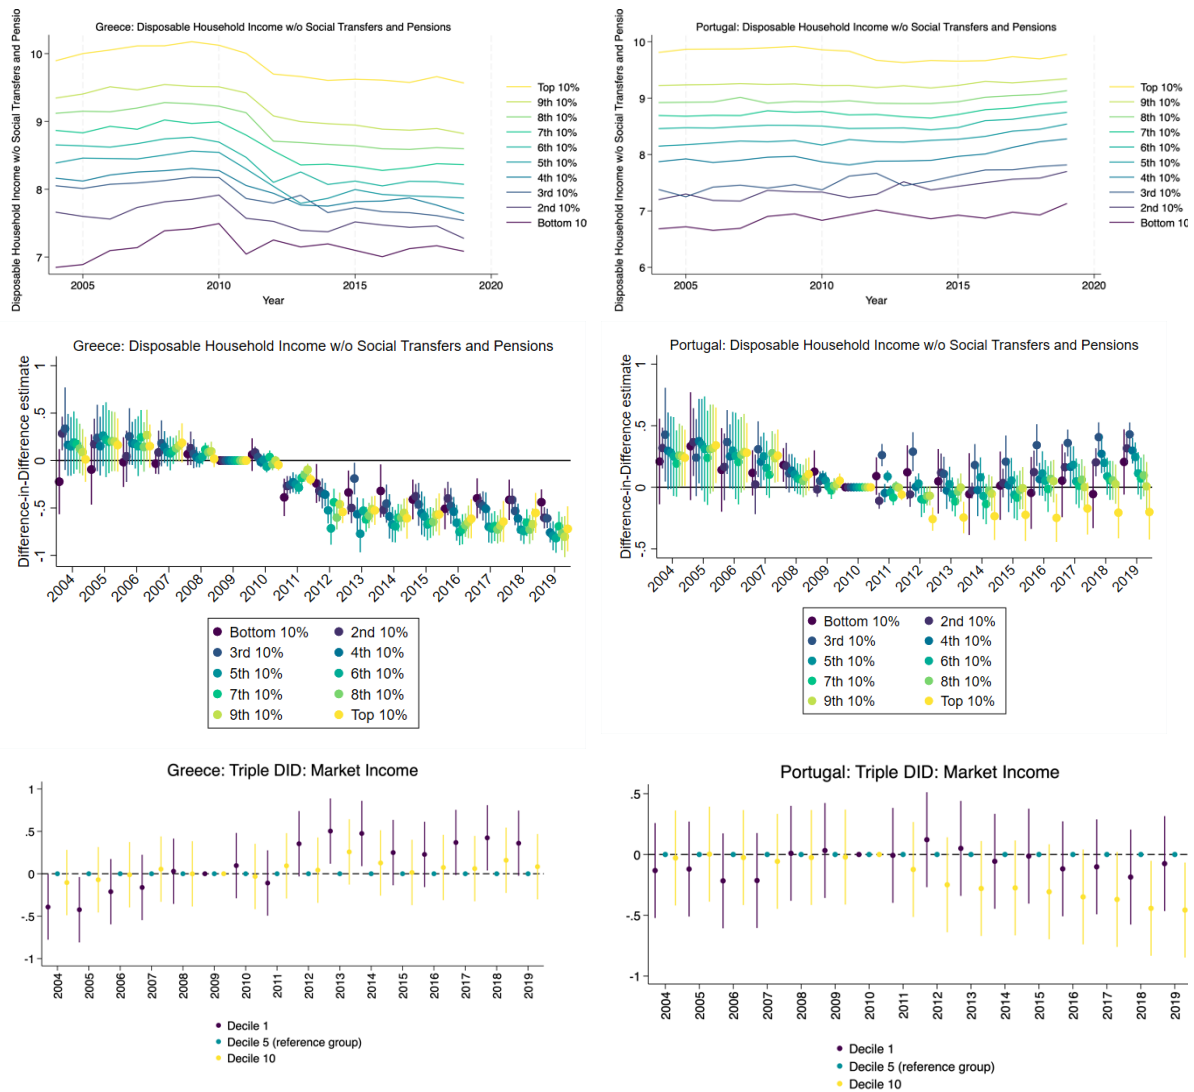 Greece: Disposable Household Income w/o Social Transfers and Pensions
Disposable Household Income w/o Social Transfers and Pensio
10
9
8
7
2005
2010
2015
2020
Year
Top 10%
9th 10%
8th 10%
7th 10%
6th 10%
5th 10%
4th 10%
3rd 10%
2nd 10%
Bottom 10
Portugal: Disposable Household Income w/o Social Transfers and Pensions
Disposable Household Income w/o Social Transfers and Pensio
10
9
8
7
6
2005
2010
2015
2020
Year
Top 10%
9th 10%
8th 10%
7th 10%
6th 10%
5th 10%
4th 10%
3rd 10%
2nd 10%
Bottom 10
Greece: Disposable Household Income w/o Social Transfers and Pensions
Difference-in-Difference estimate
1
.5
0
-.5
-1
2004 2005 2006 2007 2008 2009 2010 2011 2012 2013 2014 2015 2016 2017 2018 2019
Bottom 10% 2nd 10%
3rd 10% 4th 10%
5th 10% 6th 10%
7th 10% 8th 10%
9th 10% Top 10%
Portugal: Disposable Household Income w/o Social Transfers and Pensions
Difference-in-Difference estimate
1
.5
0
-.5
2004 2005 2006 2007 2008 2009 2010 2011 2012 2013 2014 2015 2016 2017 2018 2019
Bottom 10% 2nd 10%
3rd 10% 4th 10%
5th 10% 6th 10%
7th 10% 8th 10%
9th 10% Top 10%
Greece: Triple DID: Market Income
1
.5
0
-.5
-1
2004 2005 2006 2007 2008 2009 2010 2011 2012 2013 2014 2015 2016 2017 2018 2019
Decile 1
Decile 5 (reference group)
Decile 10
Portugal: Triple DID: Market Income
.5
0
-.5
-1
2004 2005 2006 2007 2008 2009 2010 2011 2012 2013 2014 2015 2016 2017 2018 2019
Decile 1
Decile 5 (reference group)
Decile 10